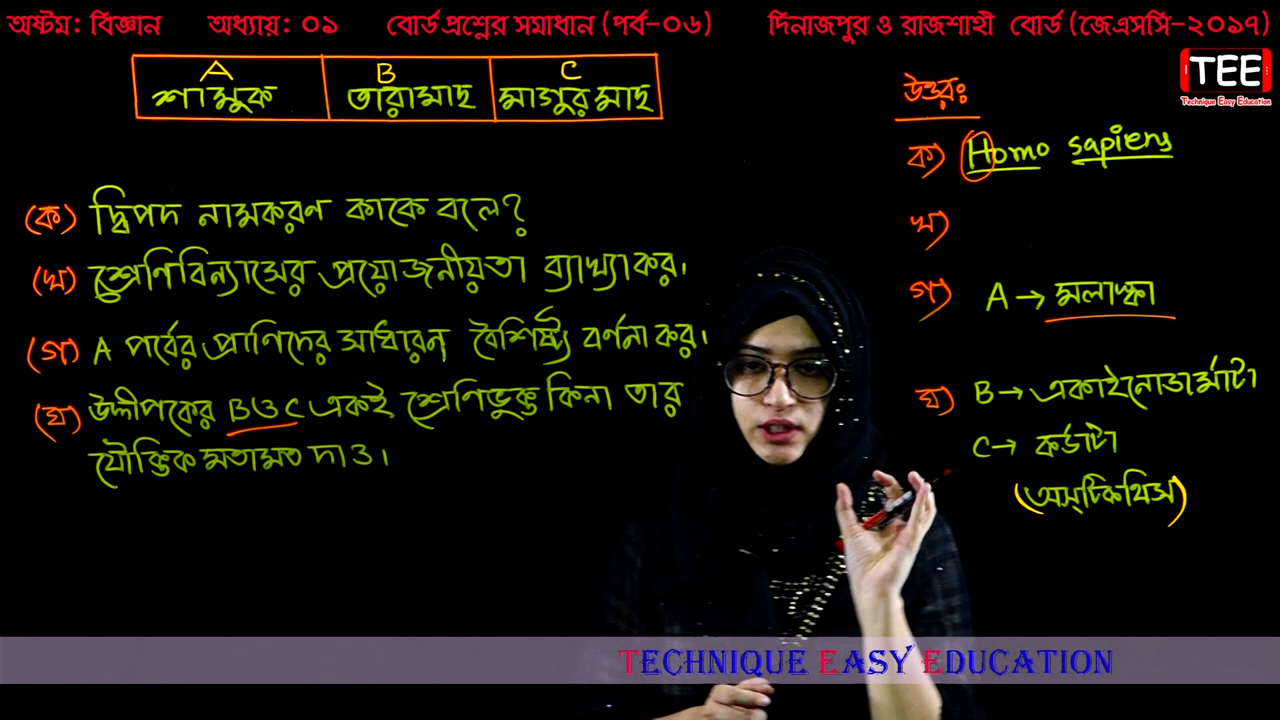 অষ্টম: বিজ্ঞান অধ্যায়: ০১ বোর্ড প্রশ্নের সমাধান (পর্ব-০৬) দিনাজপুর ও রাজশাহী বোর্ড (জেএসসি-২০১৭)
TEE
Technique Easy Education
A B C
শামুক তারামাছ মাগুর মাছ
(ক) দ্বিপদ নামকরণ কাকে বলে?
(খ) শ্রেণিবিন্যাসের প্রয়োজনীয়তা ব্যাখ্যা কর।
(গ) A পর্বের প্রাণিদের সাধারন বৈশিষ্ট্য বর্ণনা কর।
(ঘ) উদ্দীপকের B ও C একই শ্রেণিভুক্ত কিনা তার
যৌক্তিক মতামত দাও।
উত্তরঃ
ক) Homo sapiens
খ)
গ) A → মলাস্কা
ঘ) B → একাইনোডার্মাটা
C → কর্ডাটা
(অস্টিকথিস)
TECHNIQUE EASY EDUCATION